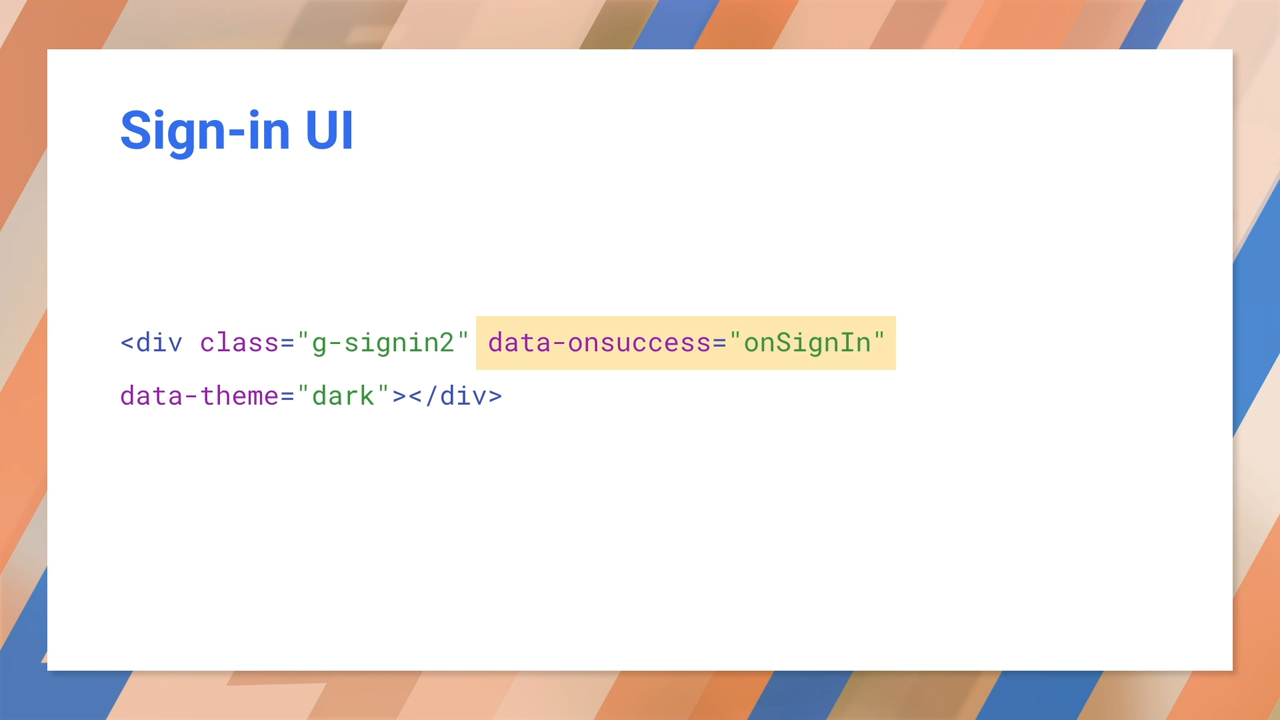 Sign-in UI
<div class="g-signin2" data-onsuccess="onSignIn"
data-theme="dark"></div>